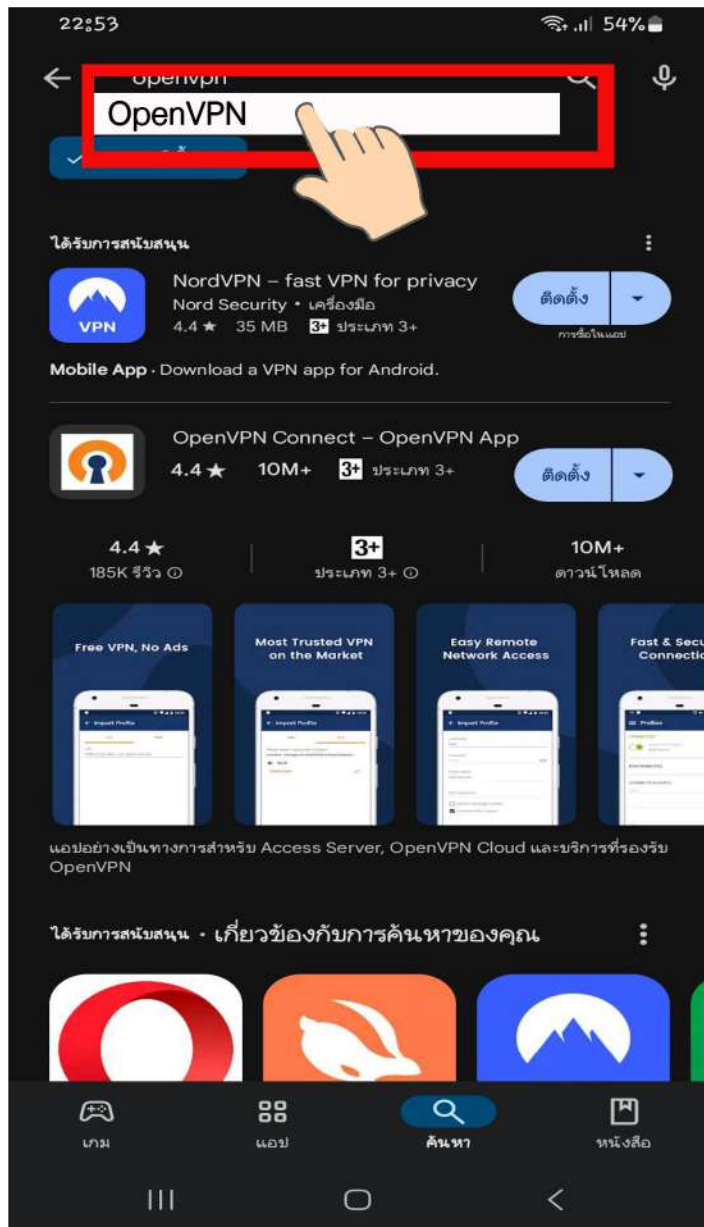 22:53
54%
openvpn
OpenVPN
ได้รับการสนับสนุน
NordVPN – fast VPN for privacy
Nord Security • เครื่องมือ
4.4 ★ 35 MB 3+ ประเภท 3+
ติดตั้ง
การซื้อในแอป
VPN
Mobile App · Download a VPN app for Android.
OpenVPN Connect – OpenVPN App
4.4 ★ 10M+ 3+ ประเภท 3+
ติดตั้ง
4.4 ★ 3+ 10M+
185K รีวิว ประเภท 3+ ดาวน์โหลด
Free VPN, No Ads
Most Trusted VPN
on the Market
Easy Remote
Network Access
Fast & Secu
Connectio
Import Profile
Import Profile
Import Profile
Profiles
แอปอย่างเป็นทางการสำหรับ Access Server, OpenVPN Cloud และบริการที่รองรับ
OpenVPN
ได้รับการสนับสนุน · เกี่ยวข้องกับการค้นหาของคุณ
เกม แอป ค้นหา หนังสือ